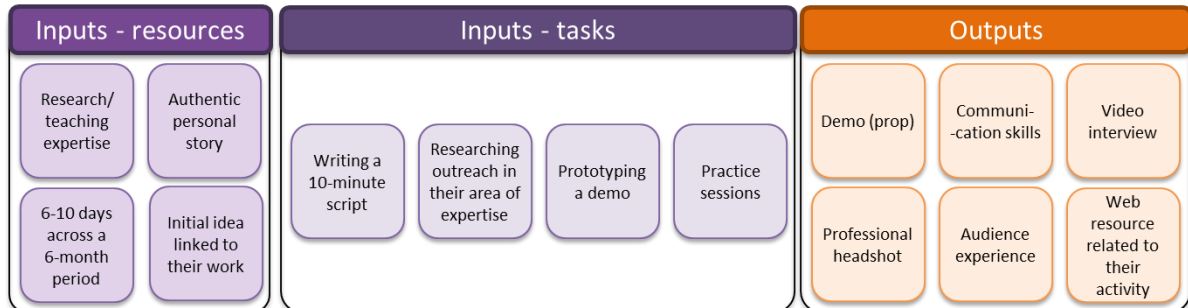 Inputs - resources
Research/
teaching
expertise
Authentic
personal
story
6-10 days
across a
6-month
period
Initial idea
linked to
their work
Inputs - tasks
Writing a
10-minute
script
Researching
outreach in
their area of
expertise
Prototyping
a demo
Practice
sessions
Outputs
Demo (prop)
Communi-
-cation skills
Video
interview
Professional
headshot
Audience
experience
Web
resource
related to
their
activity